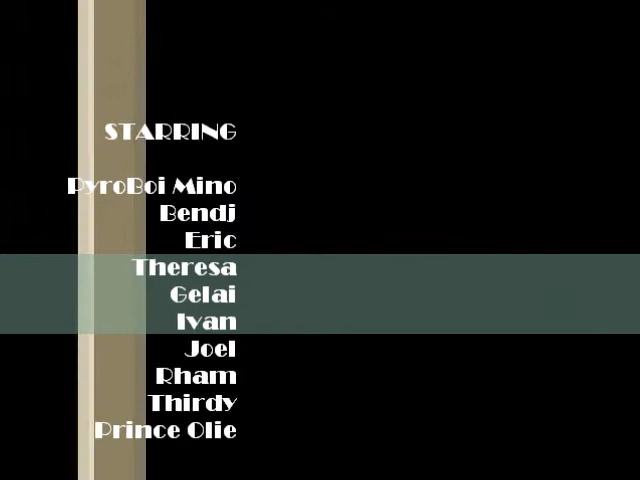 STARRING
PyroBoi Mino
Bendj
Eric
Theresa
Gelai
Ivan
Joel
Rham
Thirdy
Prince Olie